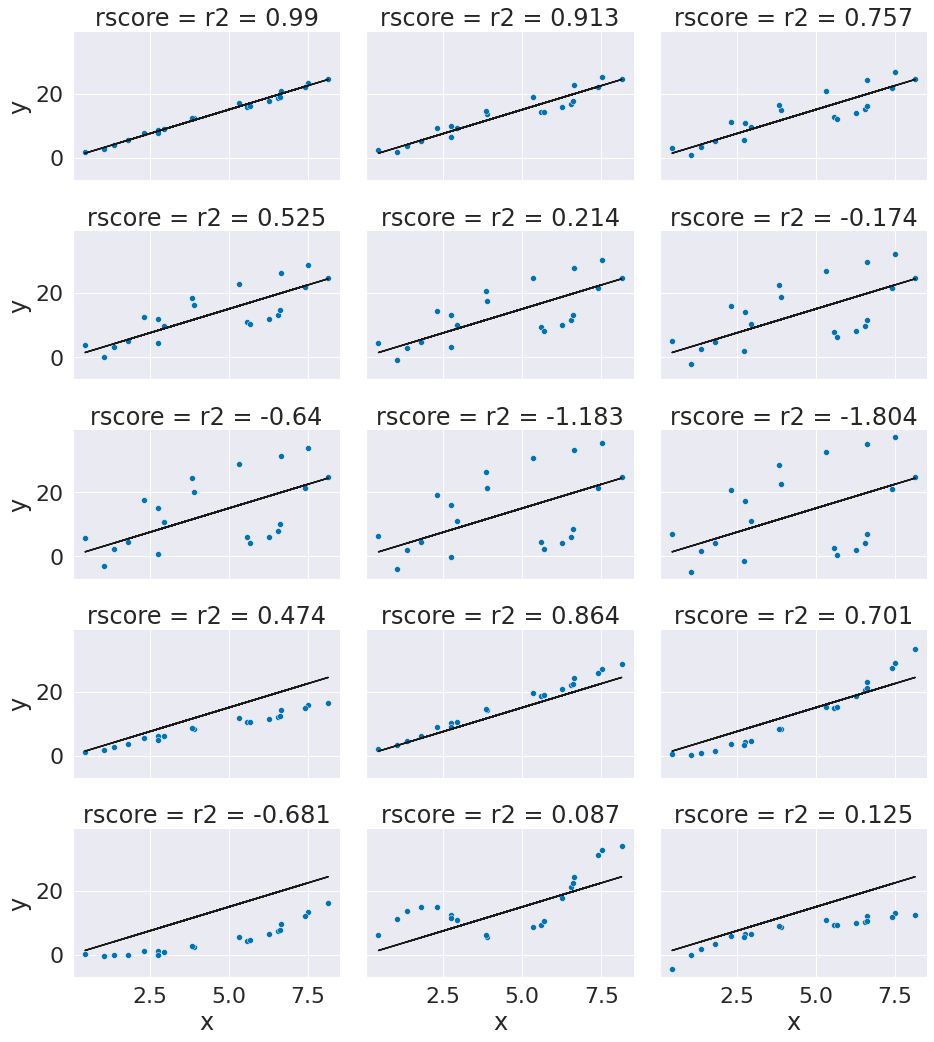 rscore = r2 = 0.99
rscore = r2 = 0.913
rscore = r2 = 0.757
y
20
0
rscore = r2 = 0.525
rscore = r2 = 0.214
rscore = r2 = -0.174
y
20
0
rscore = r2 = -0.64
rscore = r2 = -1.183
rscore = r2 = -1.804
y
20
0
rscore = r2 = 0.474
rscore = r2 = 0.864
rscore = r2 = 0.701
y
20
0
rscore = r2 = -0.681
rscore = r2 = 0.087
rscore = r2 = 0.125
y
20
0
2.5 5.0 7.5
2.5 5.0 7.5
2.5 5.0 7.5
x
x
x